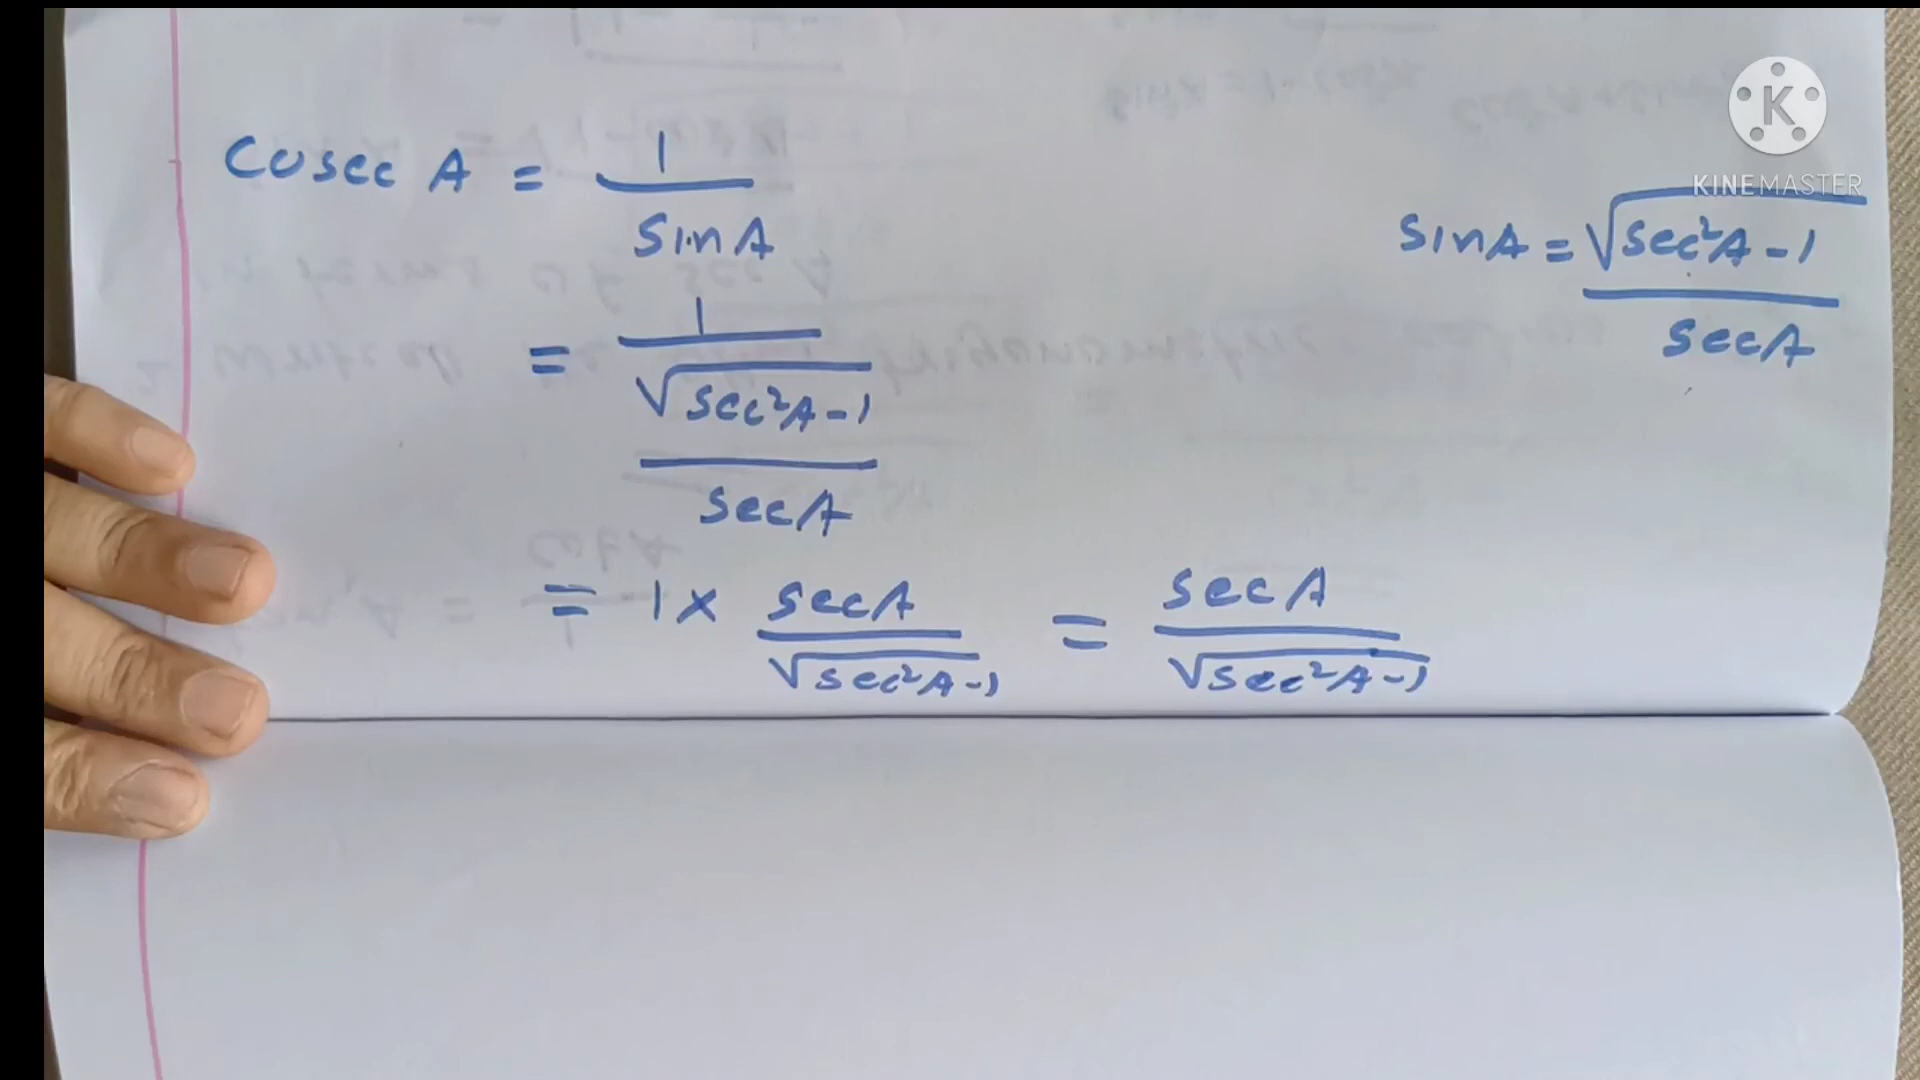 K
KINEMASTER
cosec A = 1 / sinA
sinA = √sec²A-1 / secA
= 1 / √sec²A-1 / secA
= 1 x secA / √sec²A-1 = secA / √sec²A-1